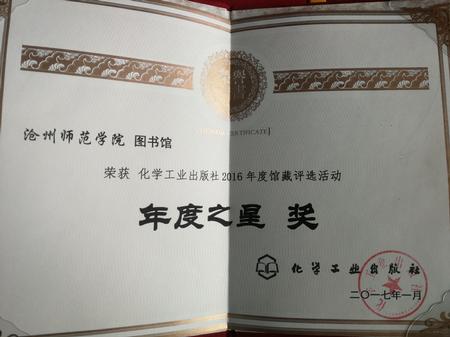 沧州师范学院 图书馆
荣获 化学工业出版社2016年度馆藏评选活动
年度之星 奖
化学工业出版社
二〇一七年一月